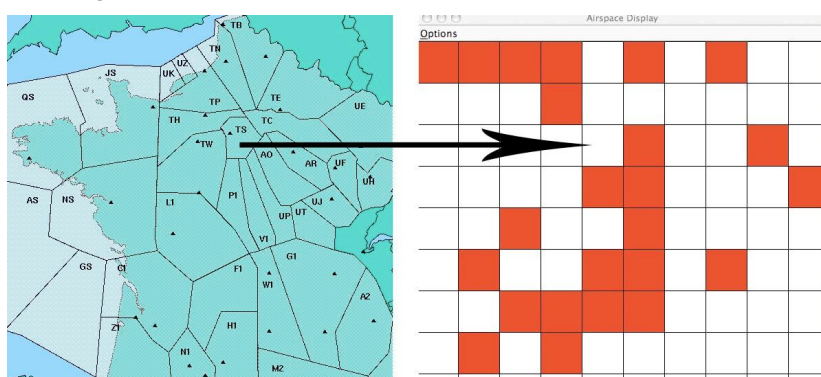 Airspace Display
Options
TB
TN
UZ
JS
UK
QS
TP
TE
UE
TH
TC
TS
TW
AO
AR
UF
UH
AS
NS
L1
P1
UJ
UP
UT
V1
G1
GS
C1
F1
W1
A2
Z1
H1
N1
M2